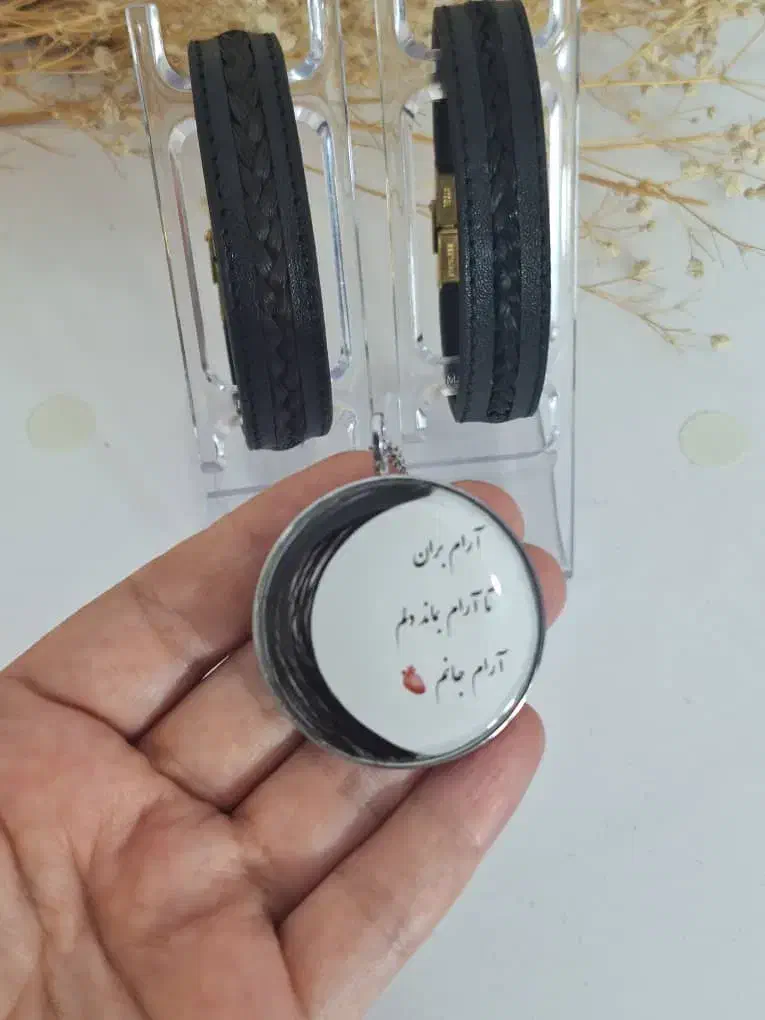 آرام بران
تا آرام بماند دلم
آرام جانم